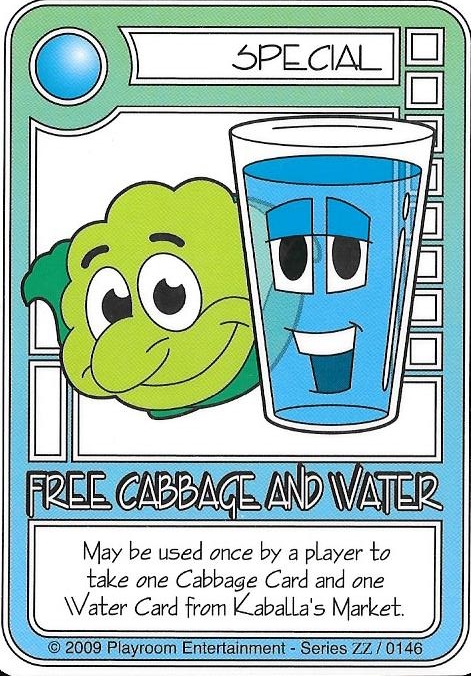 SPECIAL
FREE CABBAGE AND WATER
May be used once by a player to
take one Cabbage Card and one
Water Card from Kaballa's Market.
© 2009 Playroom Entertainment - Series ZZ / 0146